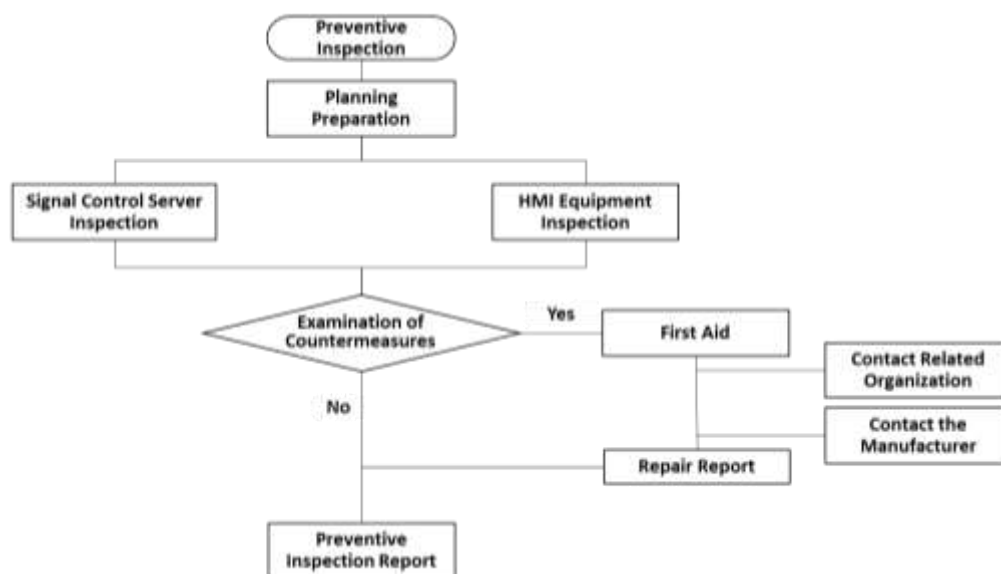 Preventive
Inspection
Planning
Preparation
Signal Control Server
Inspection
HMI Equipment
Inspection
Examination of
Countermeasures
Yes
First Aid
Contact Related
Organization
No
Contact the
Manufacturer
Repair Report
Preventive
Inspection Report